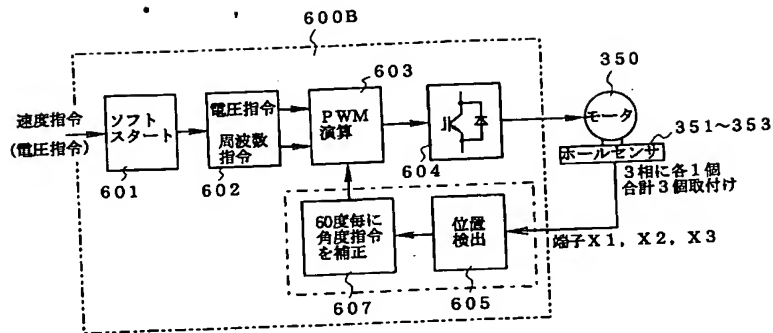 600B
603
350
速度指令
(電圧指令)
ソフト
スタート
電圧指令
周波数
指令
PWM
演算
モータ
351～353
ホールセンサ
3相に各1個
合計3個取付け
601
602
604
60度毎に
角度指令
を補正
位置
検出
端子X1，X2，X3
607
605